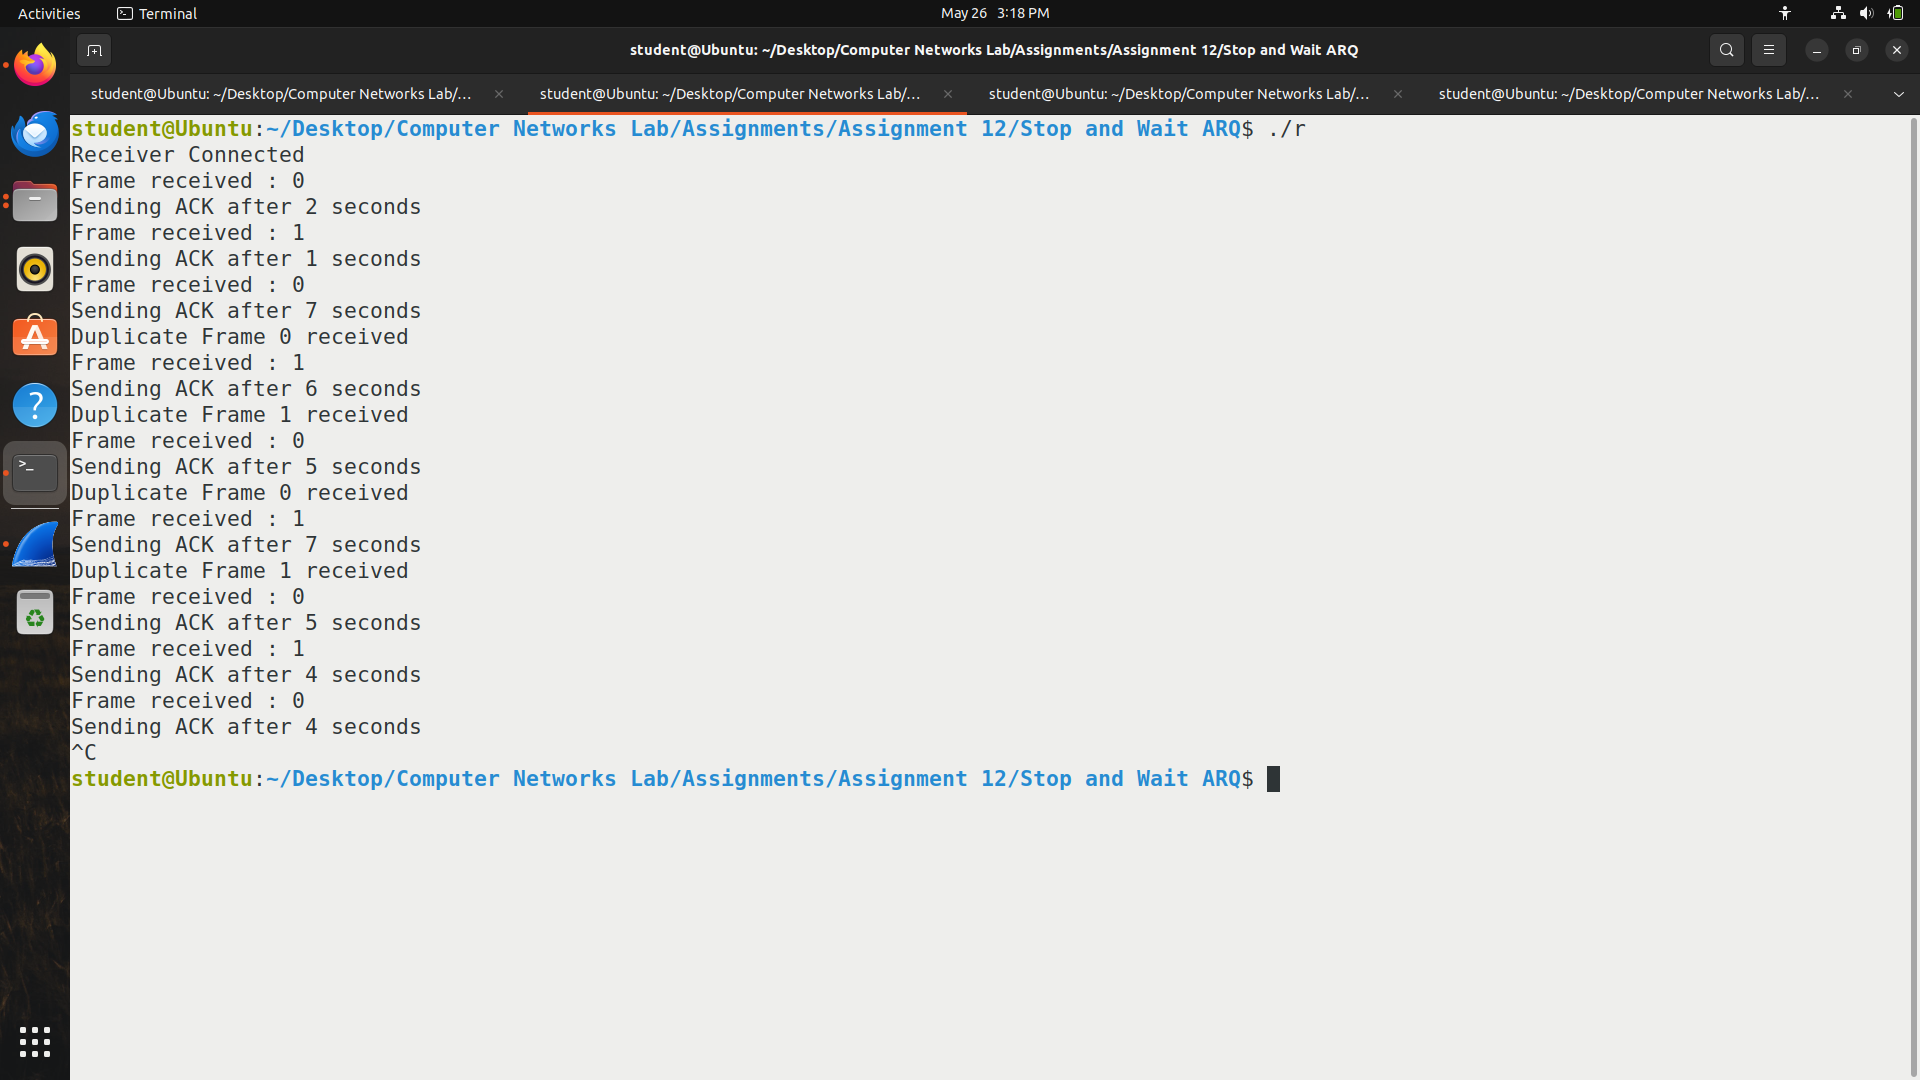 Activities
Terminal
May 26 3:18 PM
student@Ubuntu: ~/Desktop/Computer Networks Lab/Assignments/Assignment 12/Stop and Wait ARQ
student@Ubuntu: ~/Desktop/Computer Networks Lab/...
student@Ubuntu: ~/Desktop/Computer Networks Lab/...
student@Ubuntu: ~/Desktop/Computer Networks Lab/...
student@Ubuntu: ~/Desktop/Computer Networks Lab/...
student@Ubuntu:~/Desktop/Computer Networks Lab/Assignments/Assignment 12/Stop and Wait ARQ$ ./r
Receiver Connected
Frame received : 0
Sending ACK after 2 seconds
Frame received : 1
Sending ACK after 1 seconds
Frame received : 0
Sending ACK after 7 seconds
Duplicate Frame 0 received
Frame received : 1
Sending ACK after 6 seconds
Duplicate Frame 1 received
Frame received : 0
Sending ACK after 5 seconds
Duplicate Frame 0 received
Frame received : 1
Sending ACK after 7 seconds
Duplicate Frame 1 received
Frame received : 0
Sending ACK after 5 seconds
Frame received : 1
Sending ACK after 4 seconds
Frame received : 0
Sending ACK after 4 seconds
^C
student@Ubuntu:~/Desktop/Computer Networks Lab/Assignments/Assignment 12/Stop and Wait ARQ$